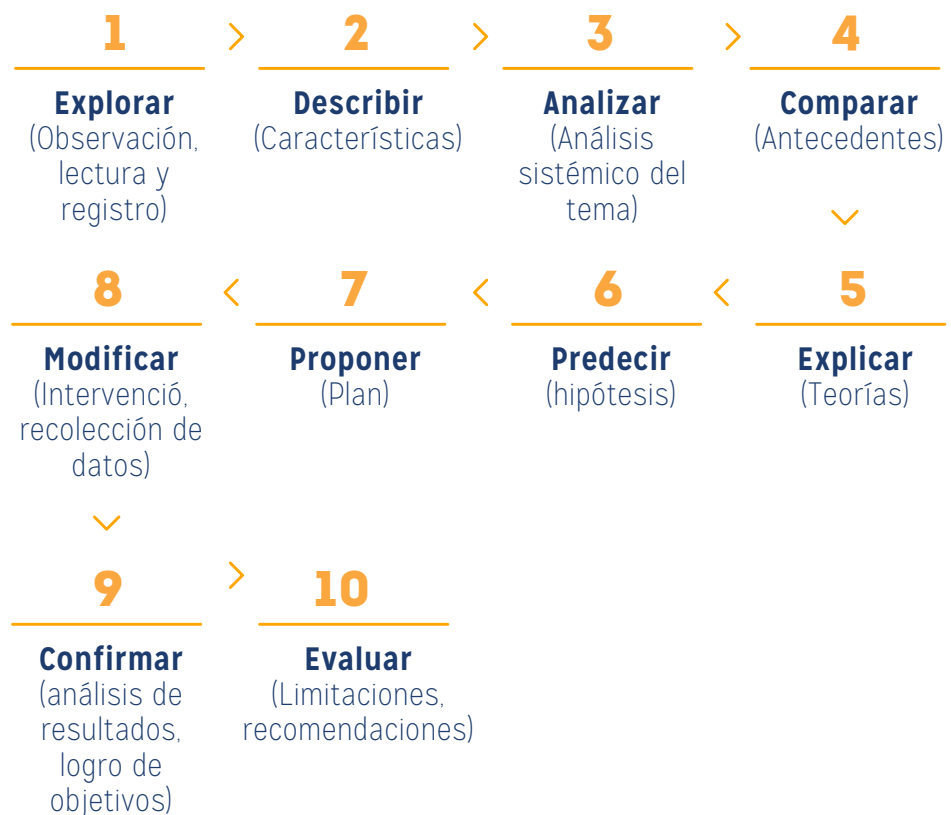 1
Explorar
(Observación,
lectura y
registro)
2
Describir
(Características)
3
Analizar
(Análisis
sistémico del
tema)
4
Comparar
(Antecedentes)
5
Explicar
(Teorías)
6
Predecir
(hipótesis)
7
Proponer
(Plan)
8
Modificar
(Intervenció,
recolección de
datos)
9
Confirmar
(análisis de
resultados,
logro de
objetivos)
10
Evaluar
(Limitaciones,
recomendaciones)